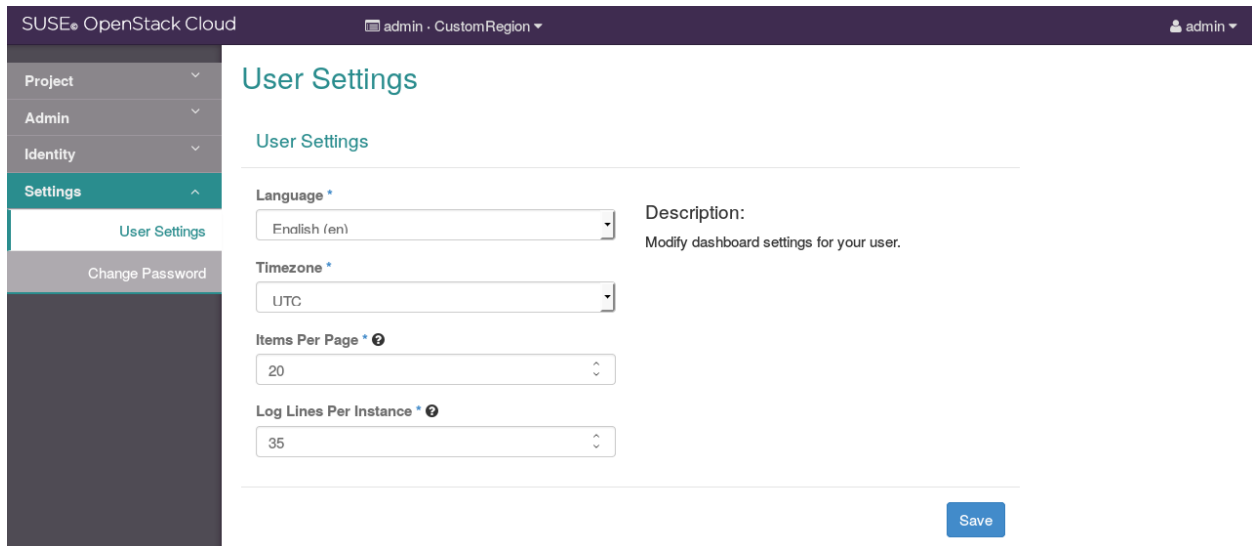 SUSE® OpenStack Cloud
admin · CustomRegion
admin
Project
Admin
Identity
Settings
User Settings
Change Password
User Settings
User Settings
Language *
English (en)
Timezone *
UTC
Items Per Page *
20
Log Lines Per Instance *
35
Description:
Modify dashboard settings for your user.
Save